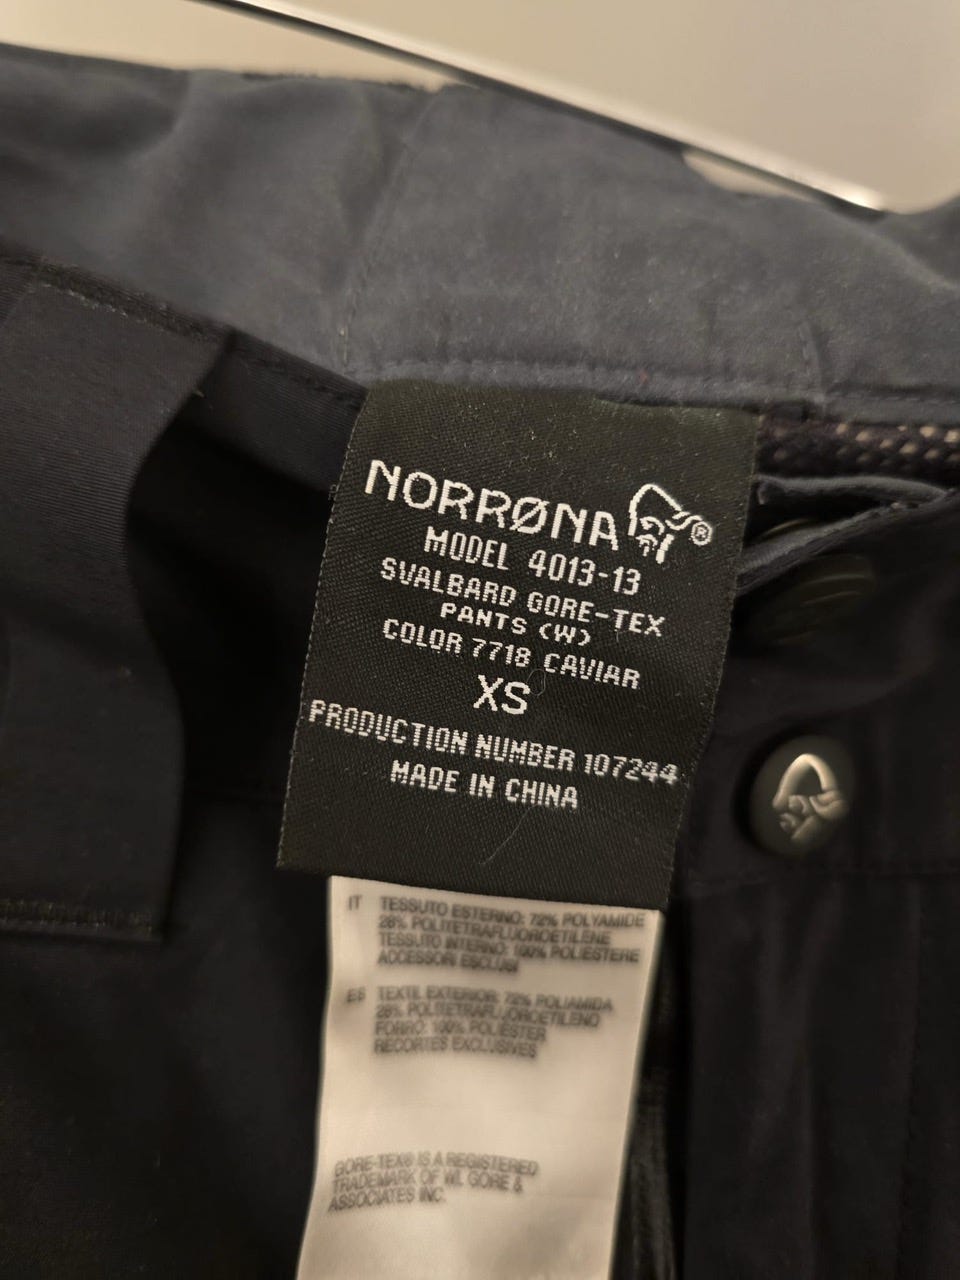 NORRØNA®
MODEL 4013-13
SVALBARD GORE-TEX
PANTS (W)
COLOR 7718 CAVIAR
XS
PRODUCTION NUMBER 107244
MADE IN CHINA
IT TESSUTO ESTERNO: 72% POLYAMIDE
28% POLITETRAFLUOROETILENE
TESSUTO INTERNO: 100% POLIESTERE
ACCESSORI ESCLUSI
ES TEXTIL EXTERIOR: 72% POLIAMIDA
28% POLITETRAFLUOROETILENO
FORRO: 100% POLIESTER
RECORTES EXCLUSIVES
GORE-TEX® IS A REGISTERED
TRADEMARK OF W.L GORE &
ASSOCIATES INC.